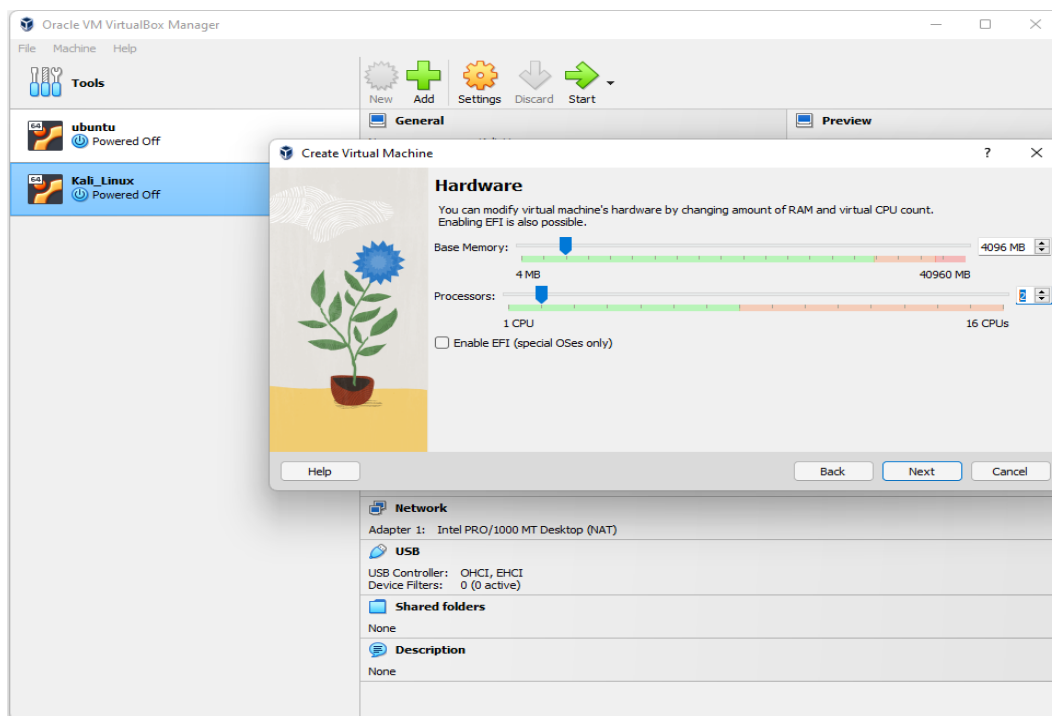 Oracle VM VirtualBox Manager
File Machine Help
Tools
New Add Settings Discard Start
64 ubuntu
Powered Off
64 Kali_Linux
Powered Off
General
Preview
Create Virtual Machine ?
Hardware
You can modify virtual machine's hardware by changing amount of RAM and virtual CPU count.
Enabling EFI is also possible.
Base Memory: 4096 MB
4 MB 40960 MB
Processors: 2
1 CPU 16 CPUs
Enable EFI (special OSes only)
Help Back Next Cancel
Network
Adapter 1: Intel PRO/1000 MT Desktop (NAT)
USB
USB Controller: OHCI, EHCI
Device Filters: 0 (0 active)
Shared folders
None
Description
None